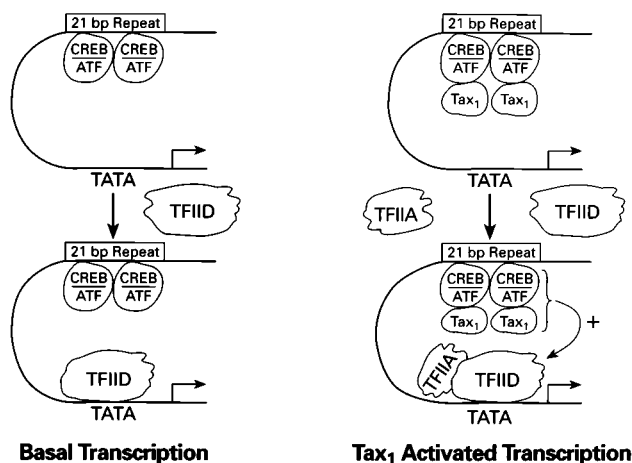 21 bp Repeat
CREB CREB
ATF ATF
TATA
TFIID
21 bp Repeat
CREB CREB
ATF ATF
TFIID
TATA
Basal Transcription
21 bp Repeat
CREB CREB
ATF ATF
Tax₁ Tax₁
TATA
TFIIA TFIID
21 bp Repeat
CREB CREB
ATF ATF
Tax₁ Tax₁
+
TFIIA TFIID
TATA
Tax₁ Activated Transcription